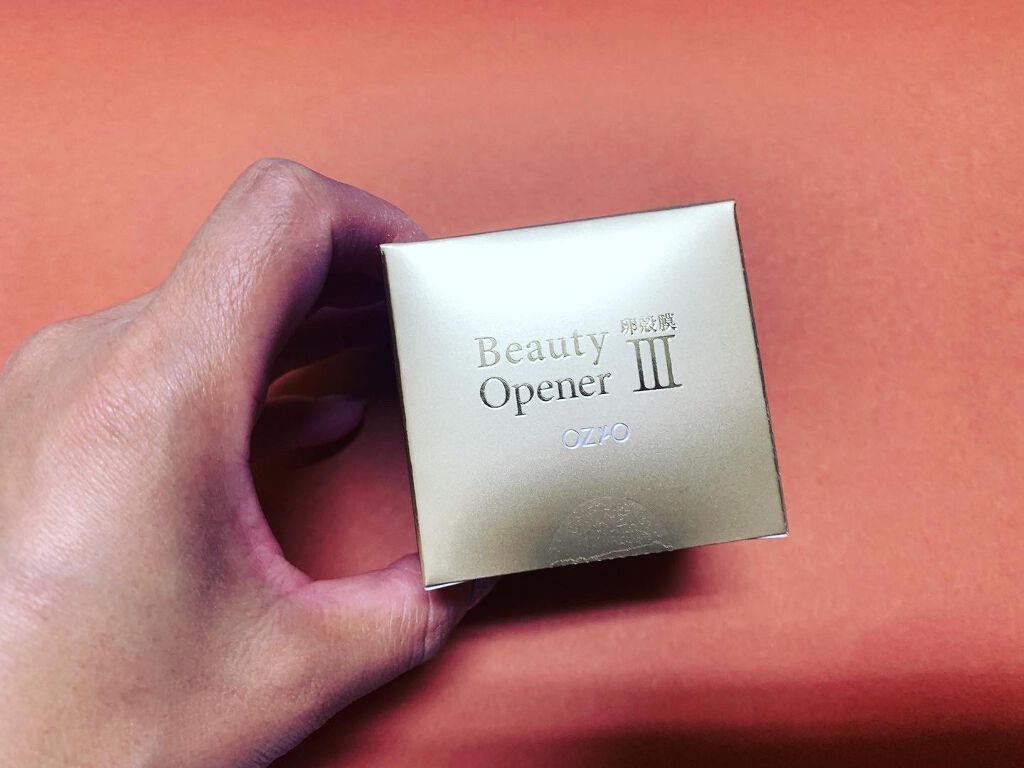 Beauty
Opener
卵殻膜
III
OZIO